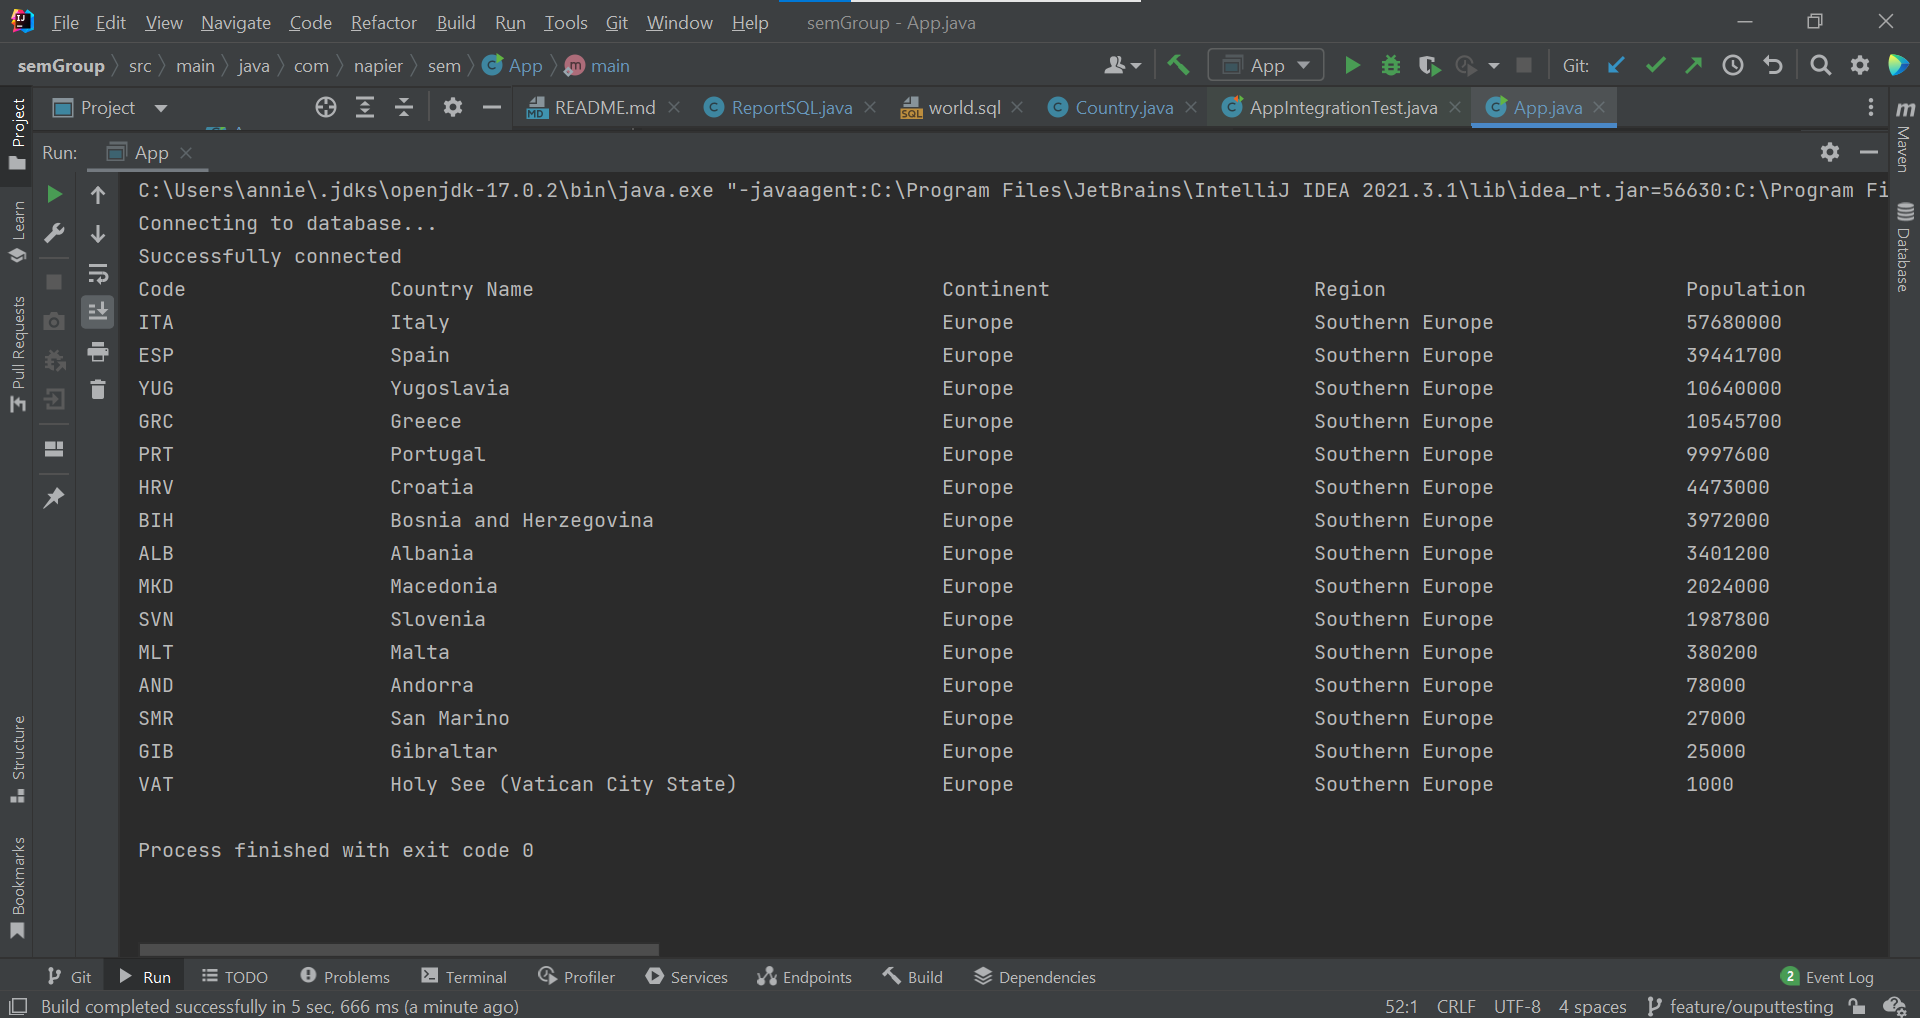 File Edit View Navigate Code Refactor Build Run Tools Git Window Help semGroup - App.java
semGroup src main java com napier sem App main App Git:
Project README.md ReportSQL.java world.sql Country.java AppIntegrationTest.java App.java
Run: App
C:\Users\annie\.jdks\openjdk-17.0.2\bin\java.exe "-javaagent:C:\Program Files\JetBrains\IntelliJ IDEA 2021.3.1\lib\idea_rt.jar=56630:C:\Program Fi
Connecting to database...
Successfully connected
Code Country Name Continent Region Population
ITA Italy Europe Southern Europe 57680000
ESP Spain Europe Southern Europe 39441700
YUG Yugoslavia Europe Southern Europe 10640000
GRC Greece Europe Southern Europe 10545700
PRT Portugal Europe Southern Europe 9997600
HRV Croatia Europe Southern Europe 4473000
BIH Bosnia and Herzegovina Europe Southern Europe 3972000
ALB Albania Europe Southern Europe 3401200
MKD Macedonia Europe Southern Europe 2024000
SVN Slovenia Europe Southern Europe 1987800
MLT Malta Europe Southern Europe 380200
AND Andorra Europe Southern Europe 78000
SMR San Marino Europe Southern Europe 27000
GIB Gibraltar Europe Southern Europe 25000
VAT Holy See (Vatican City State) Europe Southern Europe 1000
Process finished with exit code 0
Project
Learn
Pull Requests
Structure
Bookmarks
Maven
Database
Git Run TODO Problems Terminal Profiler Services Endpoints Build Dependencies 2 Event Log
Build completed successfully in 5 sec, 666 ms (a minute ago) 52:1 CRLF UTF-8 4 spaces feature/ouputtesting